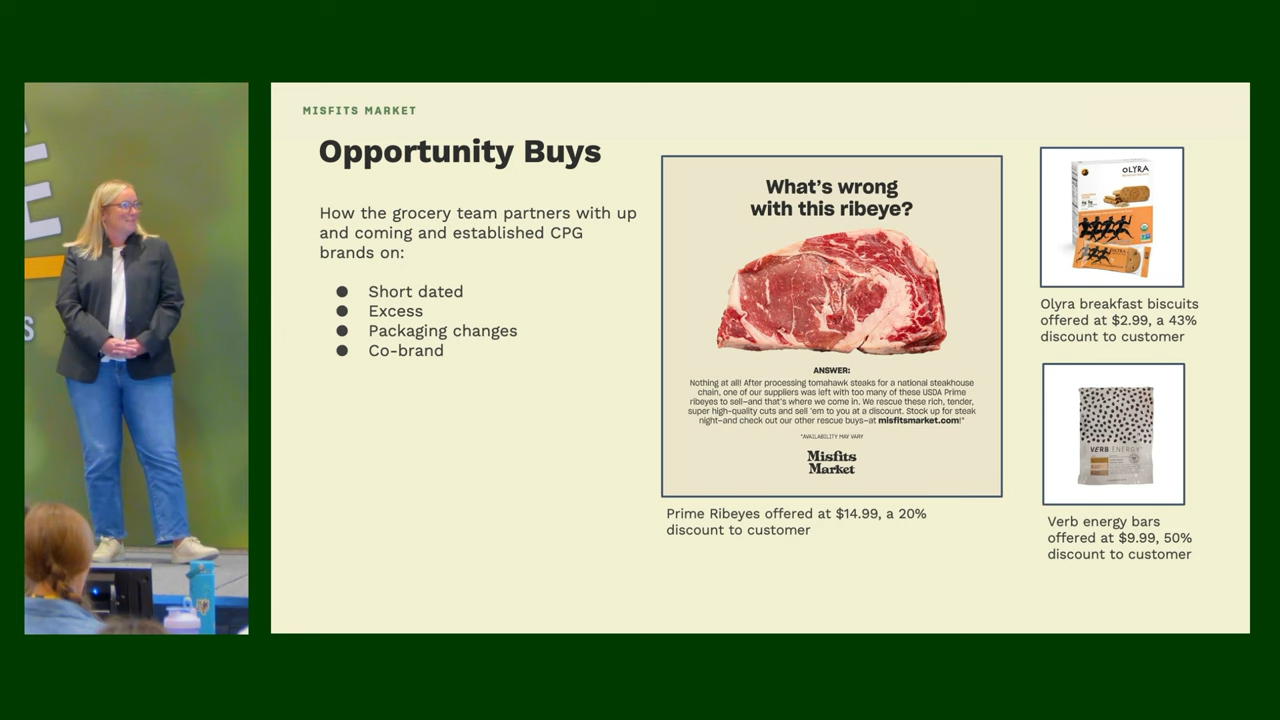 MISFITS MARKET
Opportunity Buys
How the grocery team partners with up
and coming and established CPG
brands on:
● Short dated
● Excess
● Packaging changes
● Co-brand
What's wrong
with this ribeye?
ANSWER:
Nothing at all! After processing tomahawk steaks for a national steakhouse
chain, one of our suppliers was left with too many of these USDA Prime
ribeyes to sell—and that's where we come in. We rescue these rich, tender,
super high-quality cuts and sell 'em to you at a discount. Stock up for steak
night—and check out our other rescue buys—at misfitsmarket.com!*
*AVAILABILITY MAY VARY
Misfits
Market
Prime Ribeyes offered at $14.99, a 20%
discount to customer
OLYRA
Olyra breakfast biscuits
offered at $2.99, a 43%
discount to customer
VERB ENERGY
Verb energy bars
offered at $9.99, 50%
discount to customer
E
S